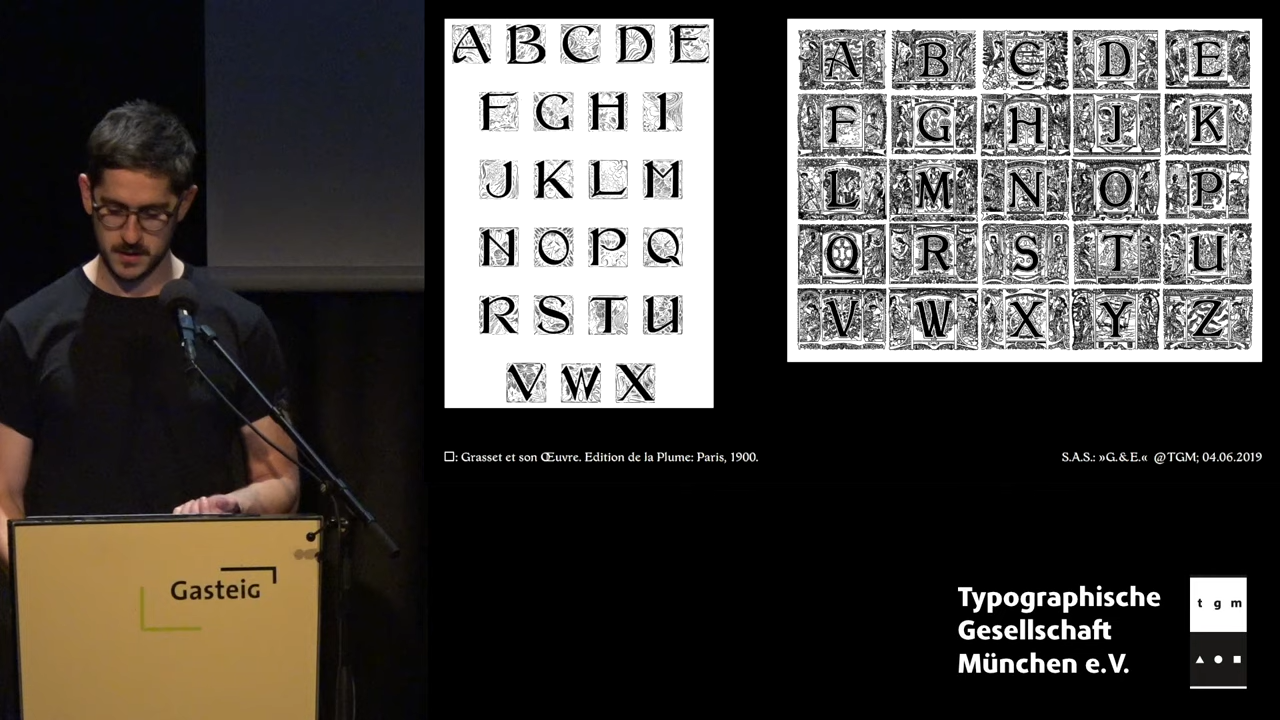 A B C D E
F G H I
J K L M
N O P Q
R S T U
V W X
A B C D E
F G H J K
L M N O P
Q R S T U
V W X Y Z
□: Grasset et son Œuvre. Edition de la Plume: Paris, 1900.
S.A.S.: »G.&E.« @TGM; 04.06.2019
Gasteig
Typographische
Gesellschaft
München e.V.
t g m